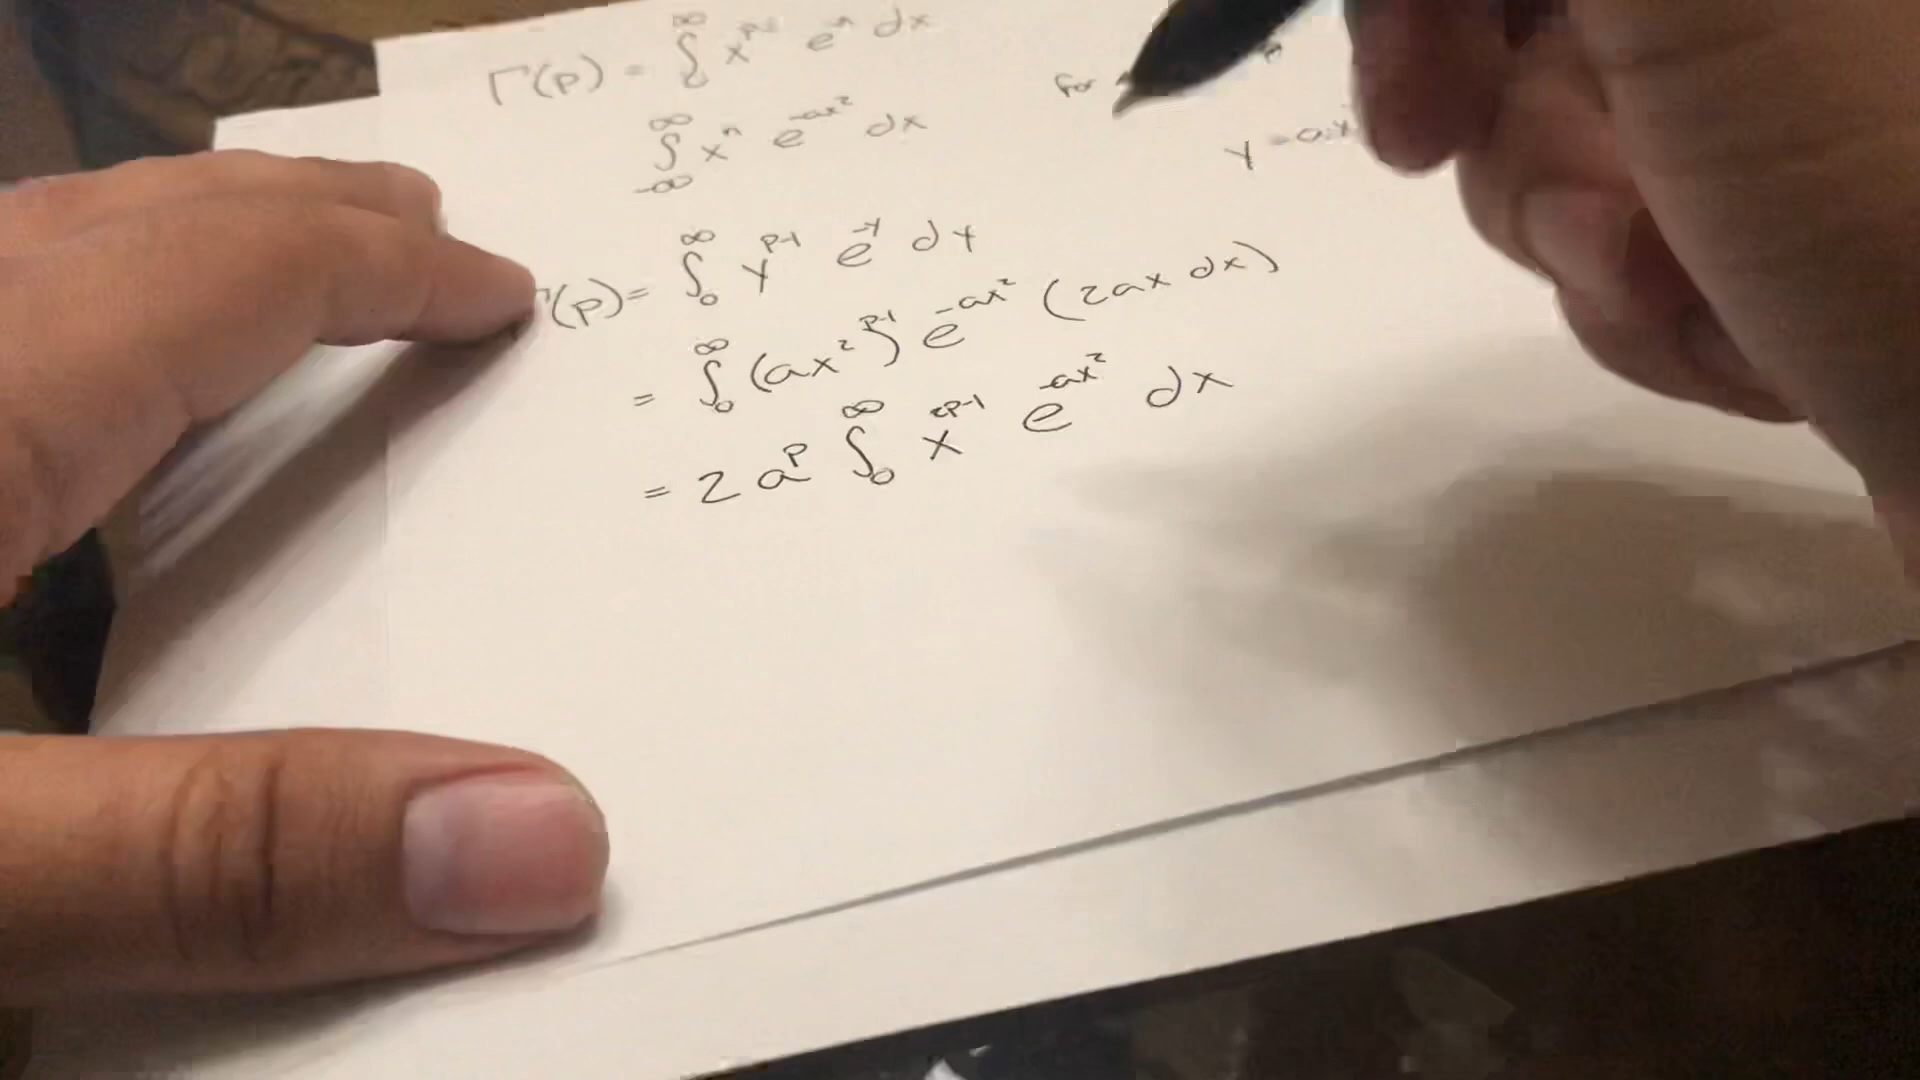 Γ(p) = ∫₀^∞ x^(p-1) e^(-x) dx
∫_(-∞)^∞ x^n e^(-ax²) dx for
y = ax
Γ(p) = ∫₀^∞ y^(p-1) e^(-y) dy
= ∫₀^∞ (ax²)^(p-1) e^(-ax²) (2ax dx)
= 2a^p ∫₀^∞ x^(2p-1) e^(-ax²) dx